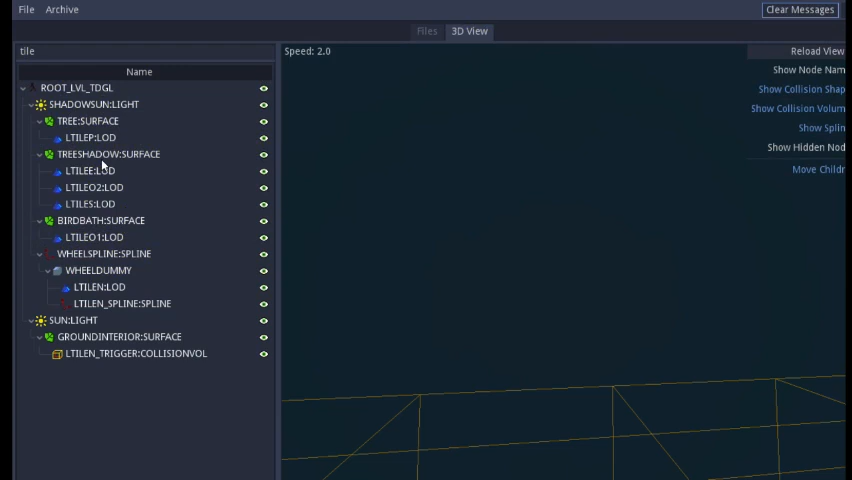 File Archive Clear Messages
Files 3D View
tile
Speed: 2.0
Reload View
Name
Show Node Nam
ROOT_LVL_TDGL
Show Collision Shap
SHADOWSUN:LIGHT
Show Collision Volum
TREE:SURFACE
Show Splin
LTILEP:LOD
Show Hidden Nod
TREESHADOW:SURFACE
Move Childr
LTILEE:LOD
LTILEO2:LOD
LTILES:LOD
BIRDBATH:SURFACE
LTILEO1:LOD
WHEELSPLINE:SPLINE
WHEELDUMMY
LTILEN:LOD
LTILEN_SPLINE:SPLINE
SUN:LIGHT
GROUNDINTERIOR:SURFACE
LTILEN_TRIGGER:COLLISIONVOL